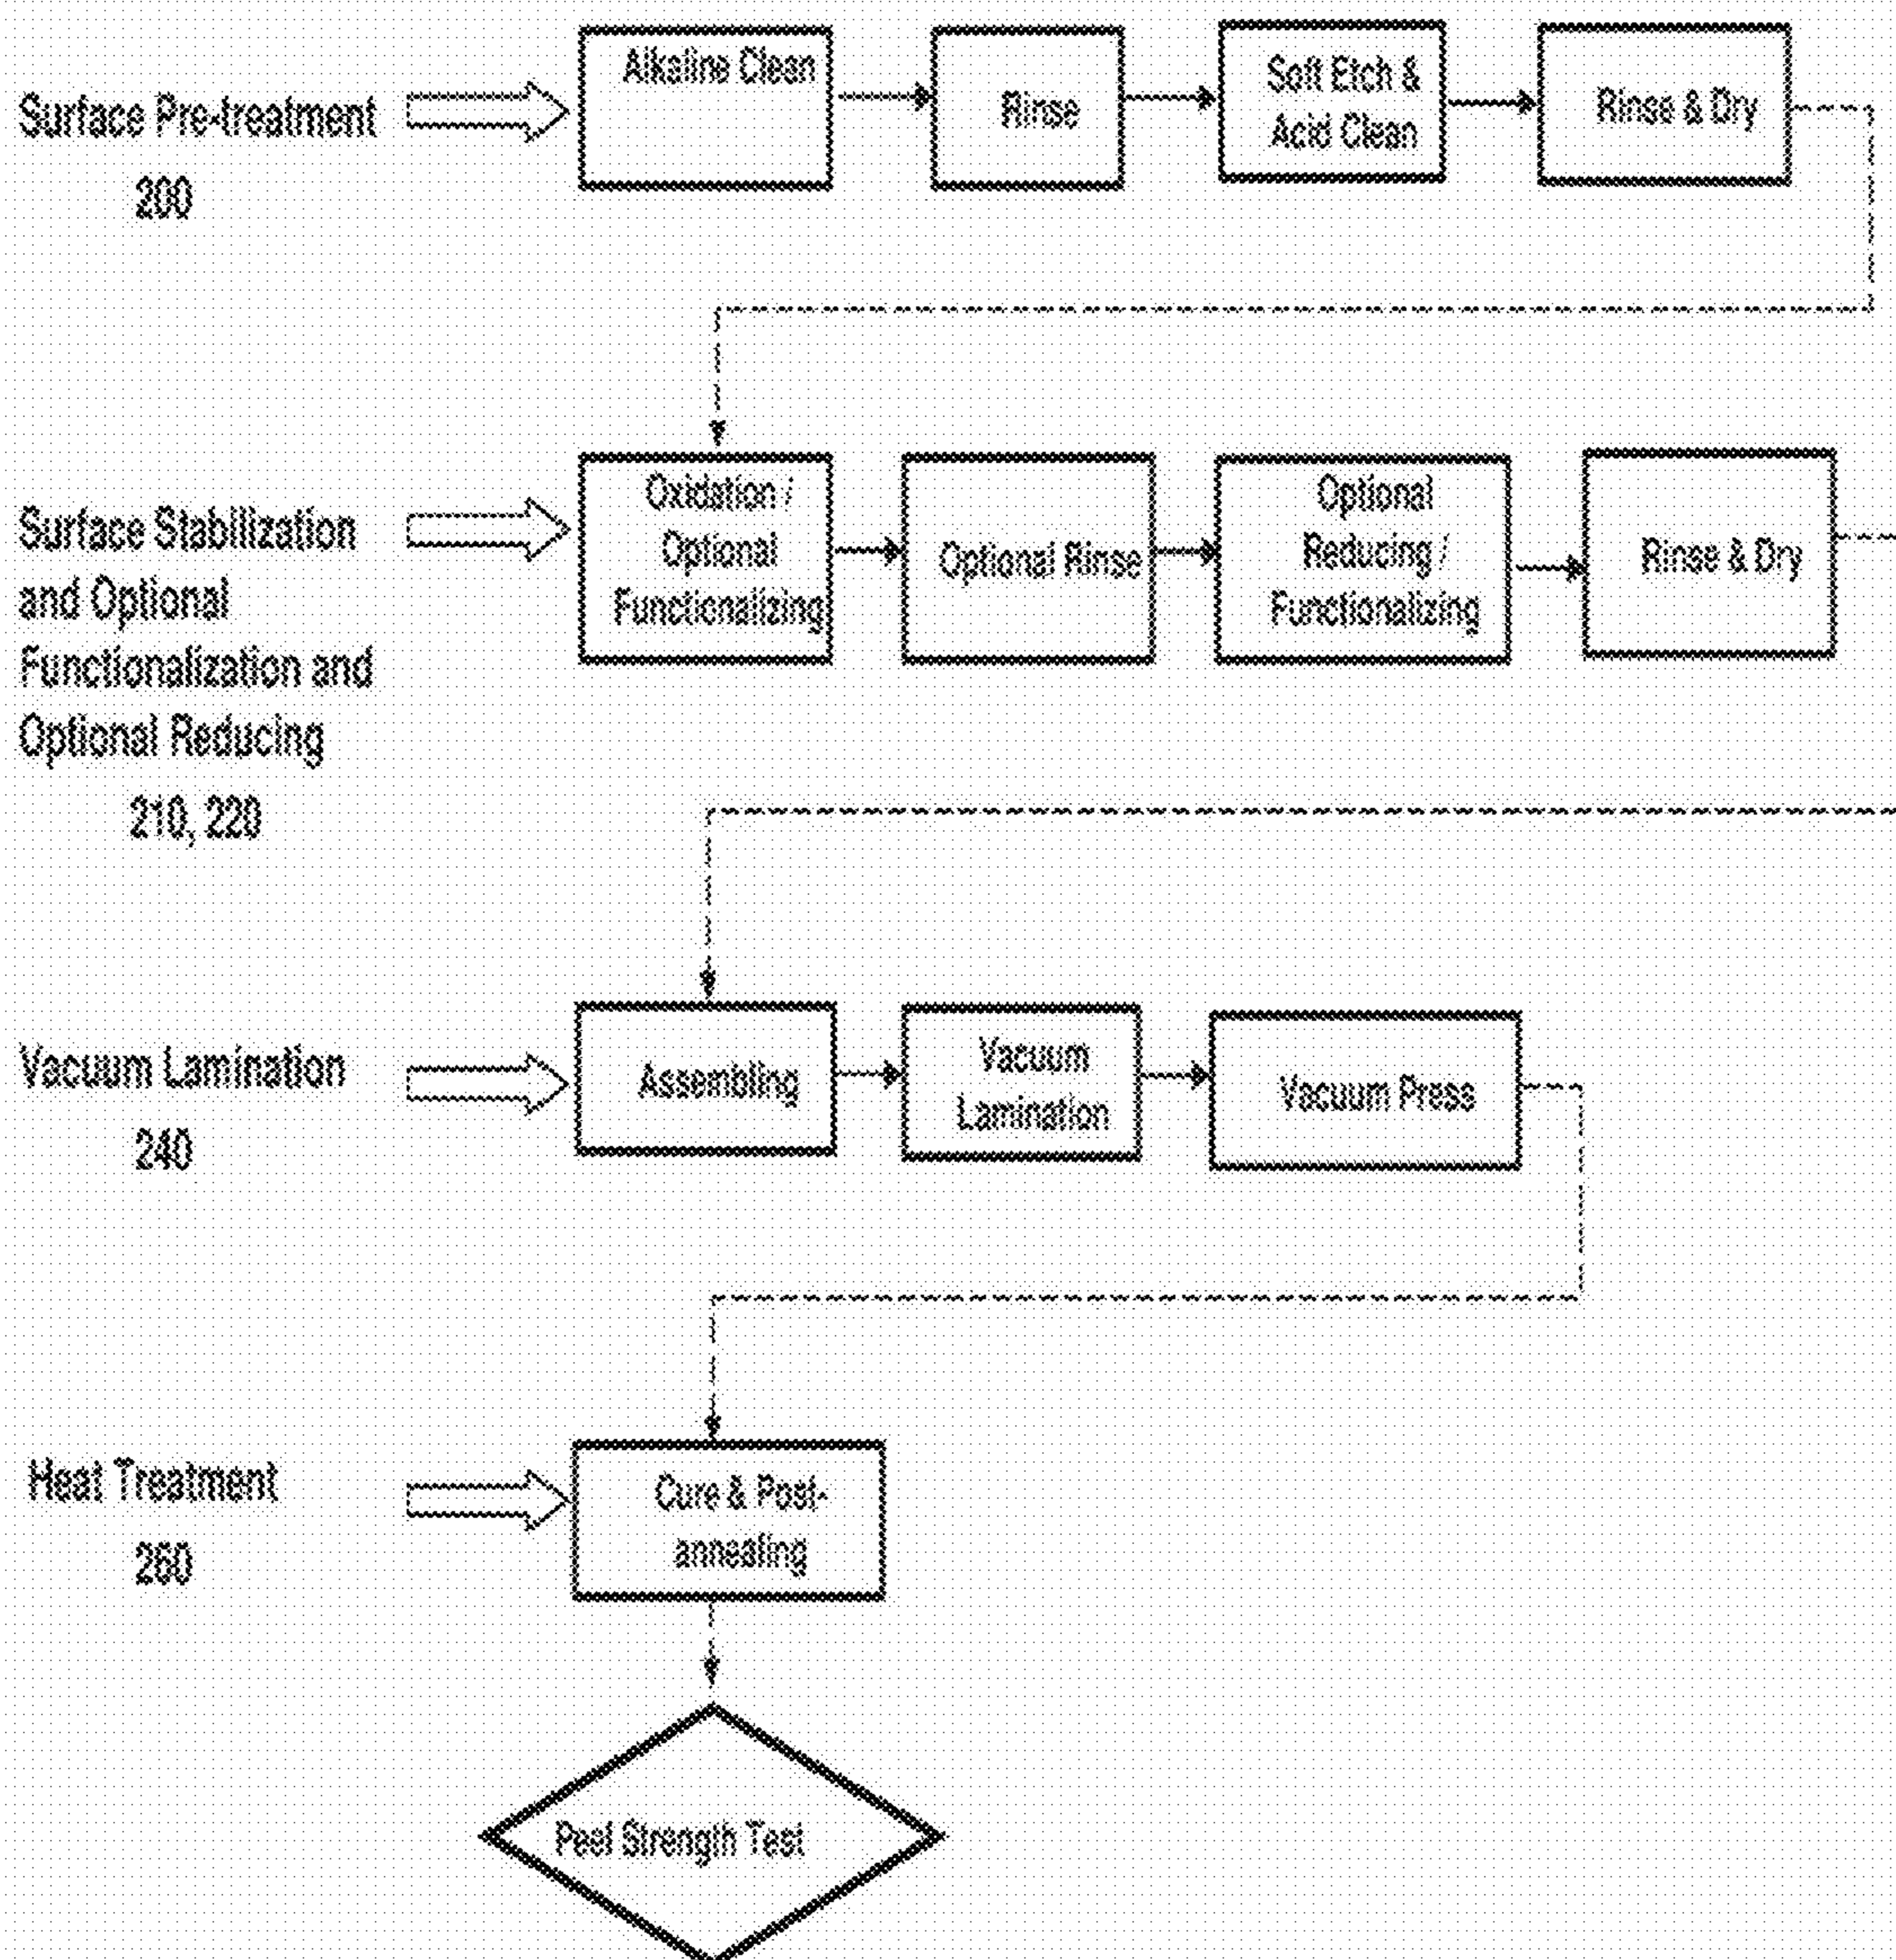 Surface Pre-treatment
200
Alkaline Clean
Rinse
Soft Etch &
Acid Clean
Rinse & Dry
Surface Stabilization
and Optional
Functionalization and
Optional Reducing
210, 220
Oxidation /
Optional
Functionalizing
Optional Rinse
Optional
Reducing /
Functionalizing
Rinse & Dry
Vacuum Lamination
240
Assembling
Vacuum
Lamination
Vacuum Press
Heat Treatment
260
Cure & Post-
annealing
Peel Strength Test